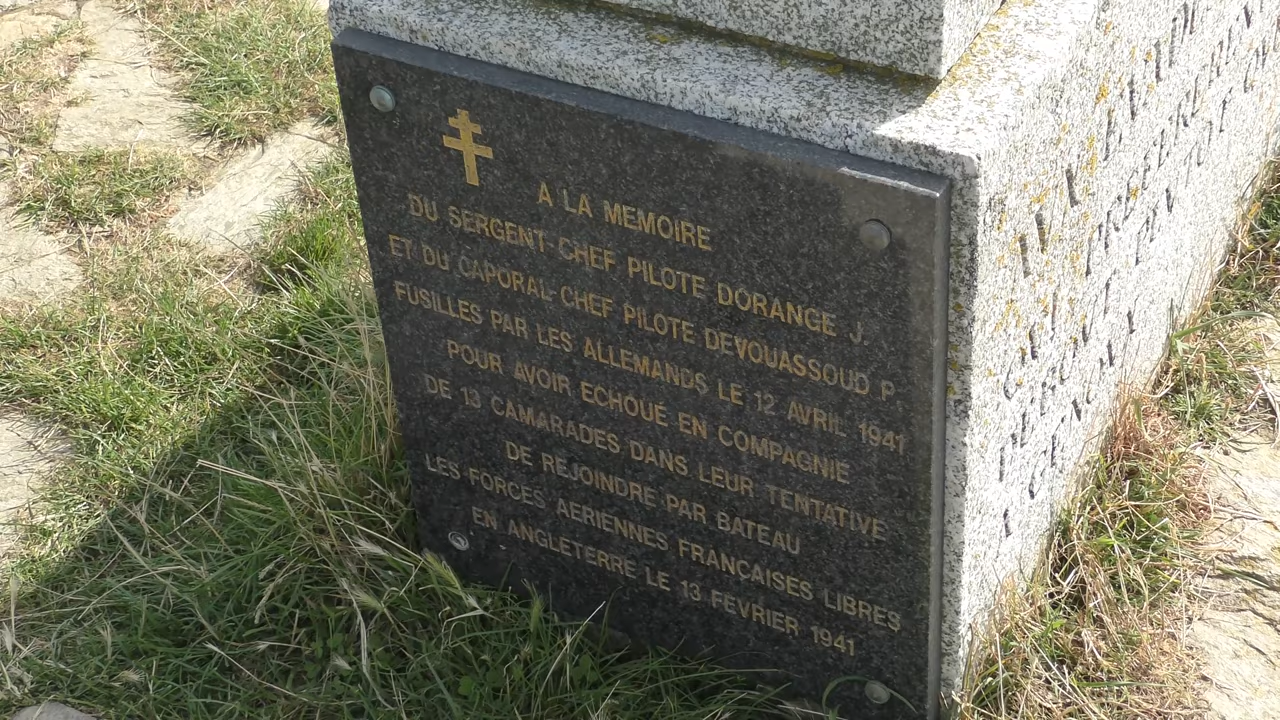 A LA MEMOIRE
DU SERGENT-CHEF PILOTE DORANGE J.
ET DU CAPORAL-CHEF PILOTE DEVOUASSOUD P.
FUSILLES PAR LES ALLEMANDS LE 12 AVRIL 1941
POUR AVOIR ECHOUE EN COMPAGNIE
DE 13 CAMARADES DANS LEUR TENTATIVE
DE REJOINDRE PAR BATEAU
LES FORCES AERIENNES FRANÇAISES LIBRES
EN ANGLETERRE LE 13 FEVRIER 1941